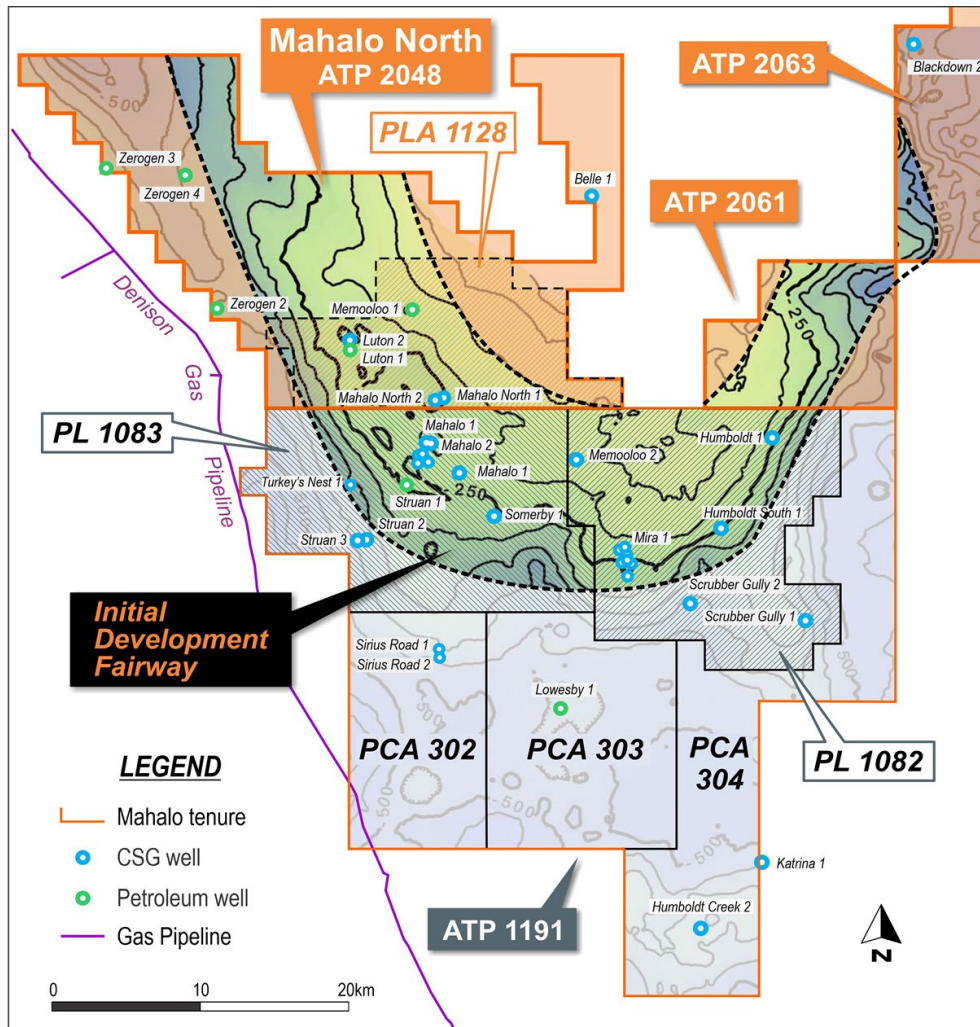 Mahalo North
ATP 2048
ATP 2063
Blackdown 2
-500
-500
PLA 1128
Zerogen 3
Zerogen 4
Belle 1
ATP 2061
Denison
Gas
Pipeline
Zerogen 2
Memooloo 1
250
Luton 2
Luton 1
Mahalo North 2
Mahalo North 1
PL 1083
Mahalo 1
Mahalo 2
Humboldt 1
Memooloo 2
Turkey's Nest 1
Mahalo 1
-250
Struan 1
Struan 2
Somerby 1
Humboldt South 1
Struan 3
Mira 1
Initial
Development
Fairway
Scrubber Gully 2
Scrubber Gully 1
Sirius Road 1
Sirius Road 2
Lowesby 1
PCA 302
PCA 303
PCA
304
-500
-500
PL 1082
LEGEND
Mahalo tenure
CSG well
Petroleum well
Gas Pipeline
-500
Katrina 1
ATP 1191
Humboldt Creek 2
N
0
10
20km